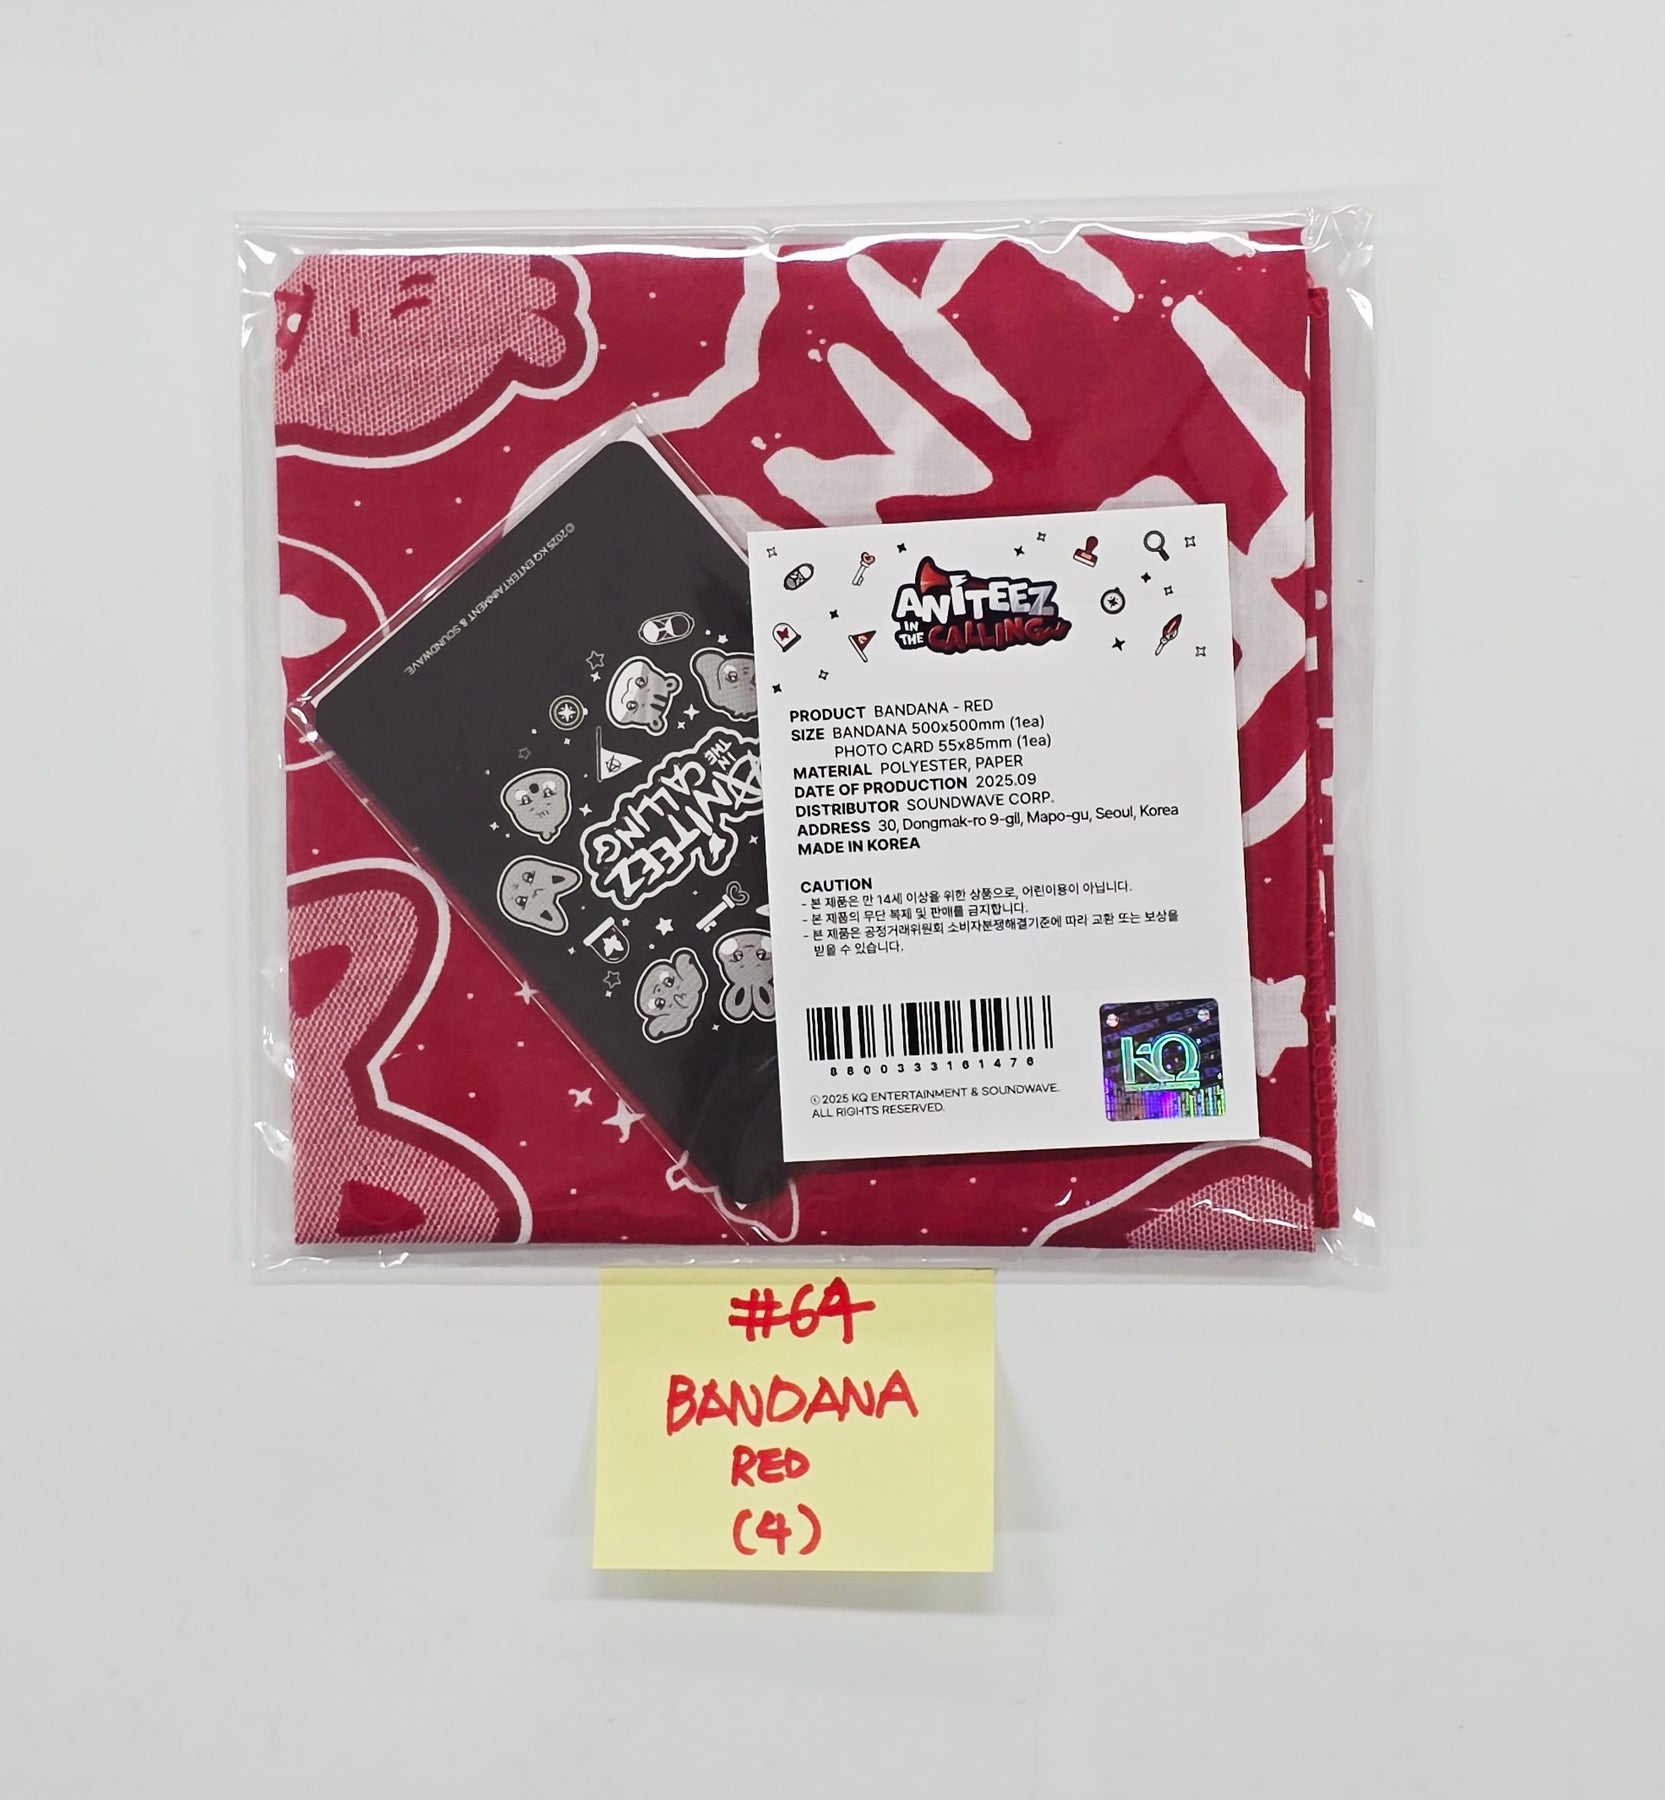 ©2025 KQ ENTERTAINMENT & SOUNDWAVE
ANITEEZ
IN THE
CALLING
ANITEEZ
IN
THE CALLING
PRODUCT BANDANA - RED
SIZE BANDANA 500x500mm (1ea)
PHOTO CARD 55x85mm (1ea)
MATERIAL POLYESTER, PAPER
DATE OF PRODUCTION 2025.09
DISTRIBUTOR SOUNDWAVE CORP.
ADDRESS 30, Dongmak-ro 9-gil, Mapo-gu, Seoul, Korea
MADE IN KOREA
CAUTION
- 본 제품은 만 14세 이상을 위한 상품으로, 어린이용이 아닙니다.
- 본 제품의 무단 복제 및 판매를 금지합니다.
- 본 제품은 공정거래위원회 소비자분쟁해결기준에 따라 교환 또는 보상을
받을 수 있습니다.
8800333161476
ⓒ 2025 KQ ENTERTAINMENT & SOUNDWAVE.
ALL RIGHTS RESERVED.
KQ
#64
BANDANA
RED
(4)